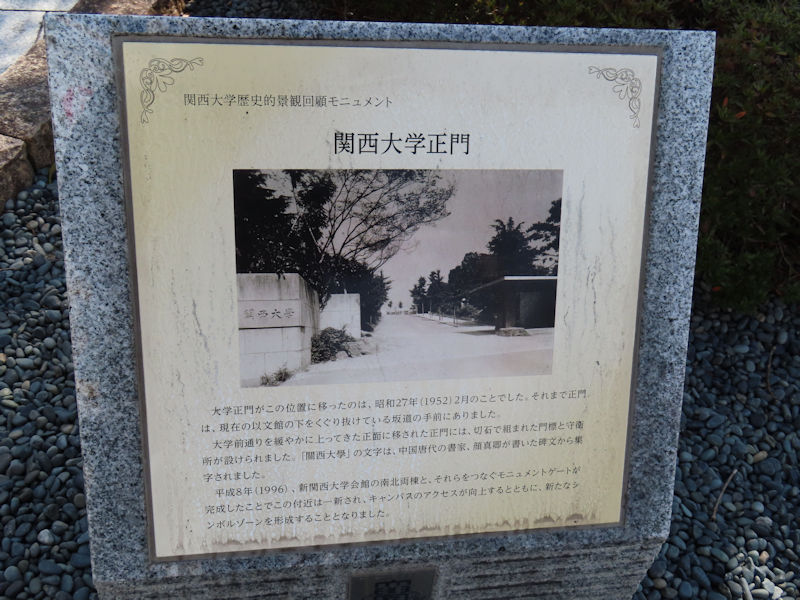 関西大学歴史的景観回顧モニュメント
関西大学正門
關西大學
大学正門がこの位置に移ったのは、昭和27年(1952)2月のことでした。それまで正門
は、現在の以文館の下をくぐり抜けている坂道の手前にありました。
大学前通りを緩やかに上ってきた正面に移された正門には、切石で組まれた門標と守衛
所が設けられました。「關西大學」の文字は、中国唐代の書家、顔真卿が書いた碑文から集
字されました。
平成8年(1996)、新関西大学会館の南北両棟と、それらをつなぐモニュメントゲートが
完成したことでこの付近は一新され、キャンパスのアクセスが向上するとともに、新たなシ
ンボルゾーンを形成することとなりました。